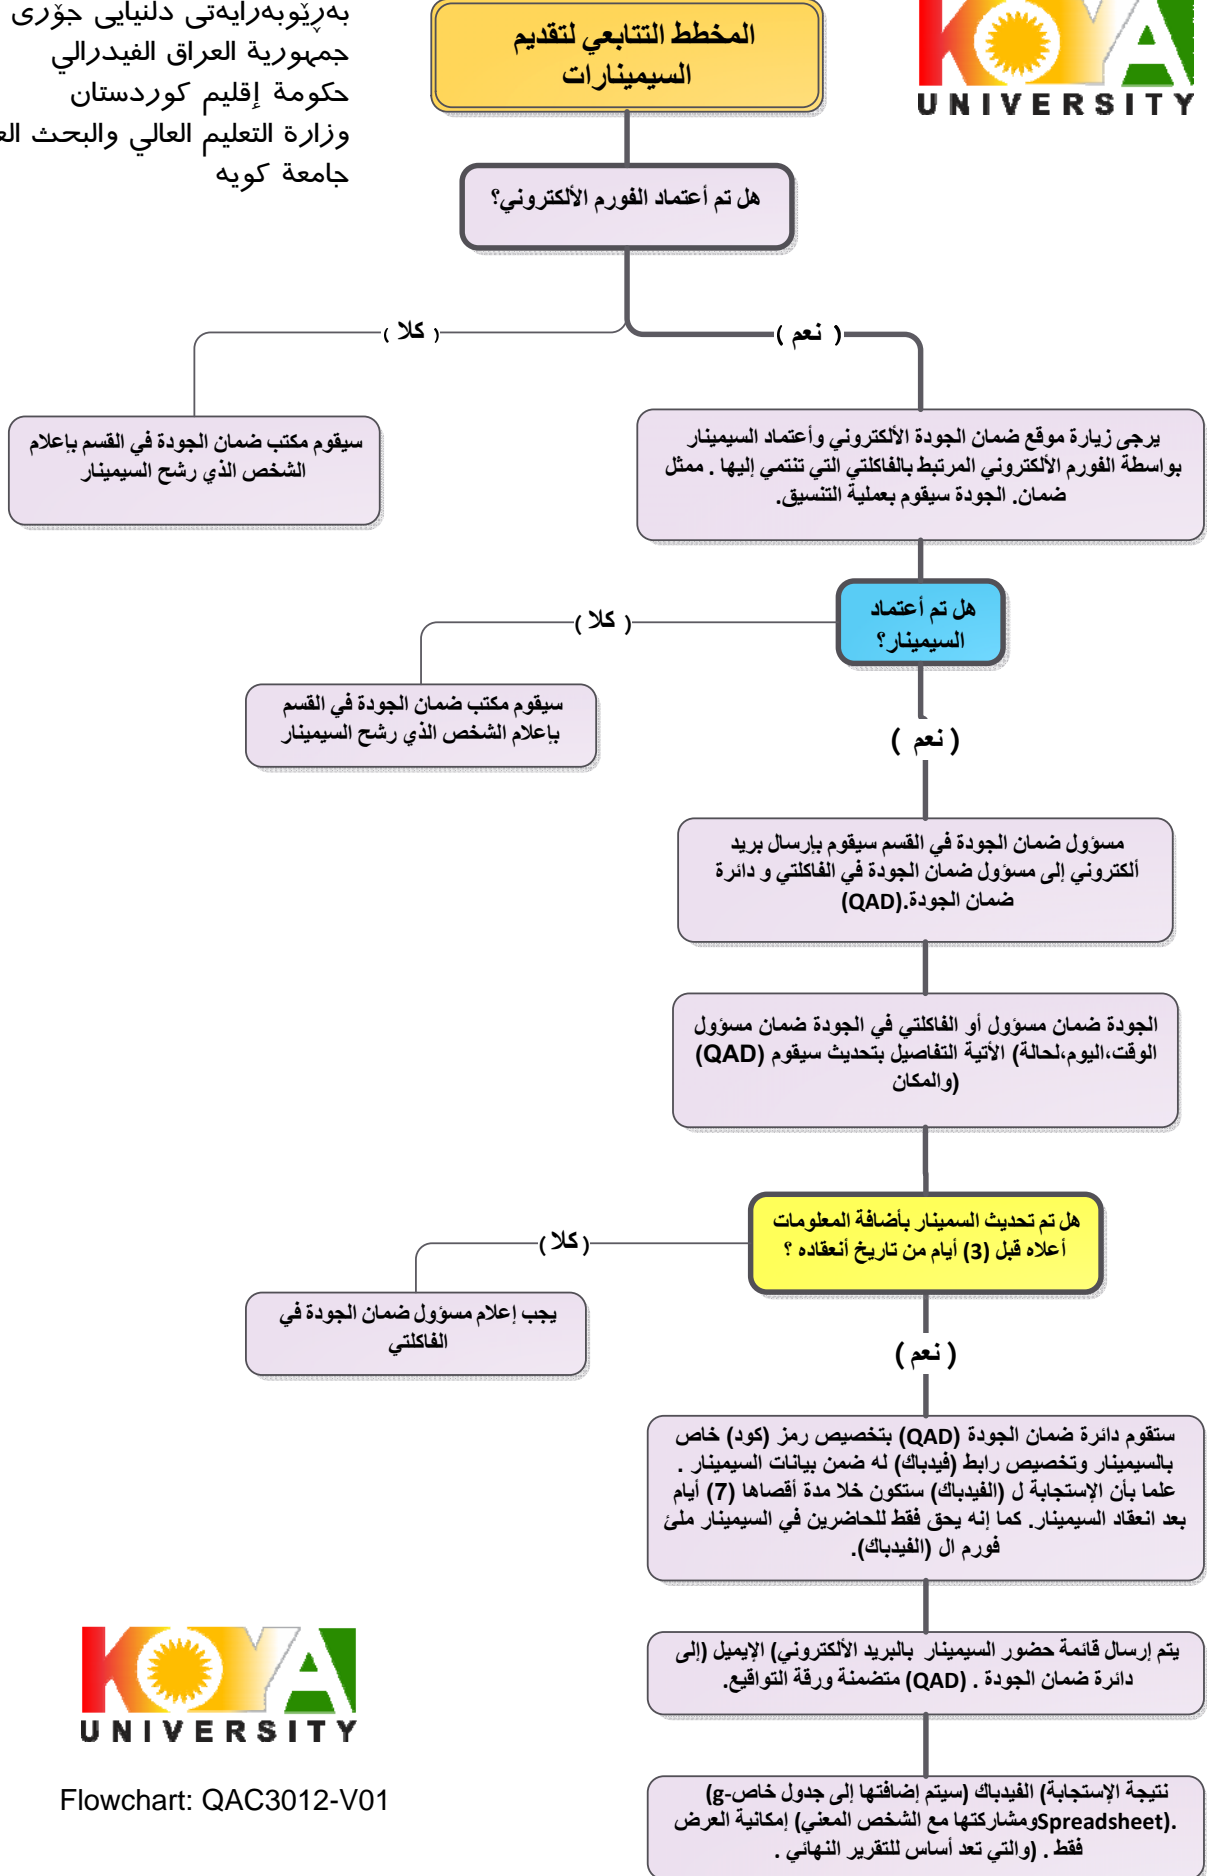 بەڕێوبەرایەتی دڵنیایی جۆری
جمهورية العراق الفيدرالي
حكومة إقليم كوردستان
وزارة التعليم العالي والبحث
جامعة كويه
المخطط التتابعي لتقديم
السيمينارات
KOYA
UNIVERSITY
هل تم أعتماد الفورم الألكتروني؟
( كلا )
( نعم )
سيقوم مكتب ضمان الجودة في القسم بإعلام
الشخص الذي رشح السيمينار
يرجى زيارة موقع ضمان الجودة الألكتروني وأعتماد السيمينار
بواسطة الفورم الألكتروني المرتبط بالفاكلتي التي تنتمي إليها . ممثل
ضمان. الجودة سيقوم بعملية التنسيق.
هل تم أعتماد
السيمينار؟
( كلا )
سيقوم مكتب ضمان الجودة في القسم
بإعلام الشخص الذي رشح السيمينار
( نعم )
مسؤول ضمان الجودة في القسم سيقوم بإرسال بريد
ألكتروني إلى مسؤول ضمان الجودة في الفاكلتي و دائرة
ضمان الجودة.(QAD)
الجودة ضمان مسؤول أو الفاكلتي في الجودة ضمان مسؤول
الوقت،اليوم،لحالة) الأتية التفاصيل بتحديث سيقوم (QAD)
(والمكان
هل تم تحديث السمينار بأضافة المعلومات
أعلاه قبل (3) أيام من تاريخ أنعقاده ؟
( كلا )
يجب إعلام مسؤول ضمان الجودة في
الفاكلتي
( نعم )
ستقوم دائرة ضمان الجودة (QAD) بتخصيص رمز (كود) خاص
بالسيمينار وتخصيص رابط (فيدباك) له ضمن بيانات السيمينار .
علما بأن الإستجابة ل (الفيدباك) ستكون خلا مدة أقصاها (7) أيام
بعد انعقاد السيمينار. كما إنه يحق فقط للحاضرين في السيمينار ملئ
فورم ال (الفيدباك).
يتم إرسال قائمة حضور السيمينار بالبريد الألكتروني) الإيميل (إلى
دائرة ضمان الجودة . (QAD) متضمنة ورقة التواقيع.
نتيجة الإستجابة) الفيدباك (سيتم إضافتها إلى جدول خاص-g)
.(Spreadsheetومشاركتها مع الشخص المعني) إمكانية العرض
فقط . (والتي تعد أساس للتقرير النهائي .
KOYA
UNIVERSITY
Flowchart: QAC3012-V01